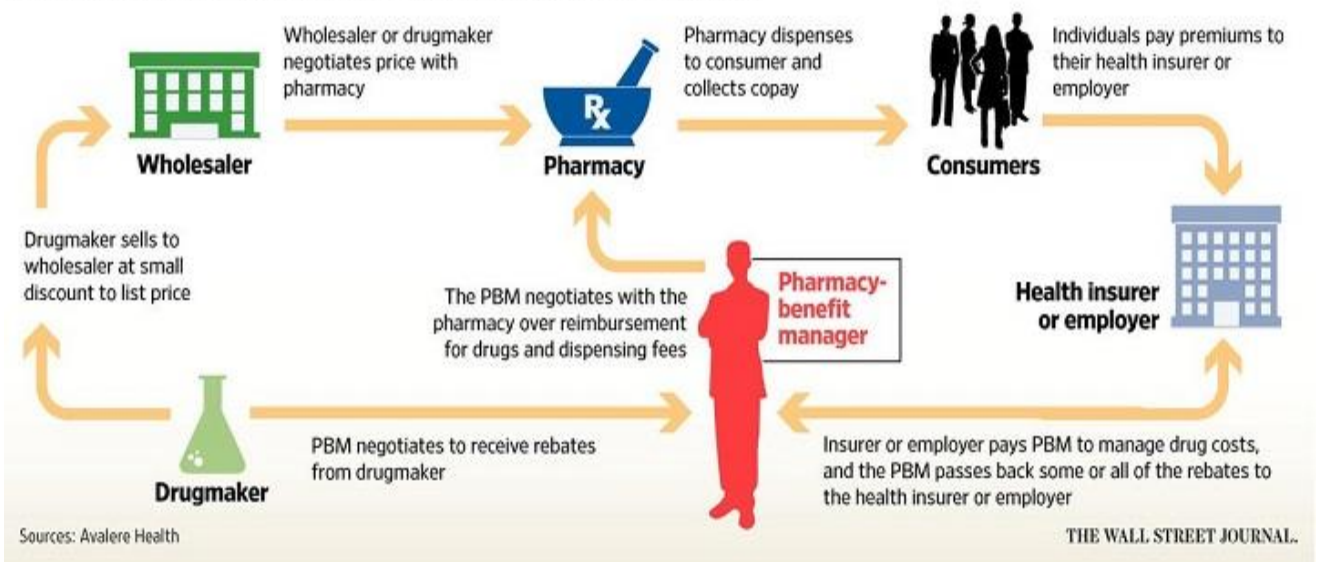 Wholesaler or drugmaker
negotiates price with
pharmacy
Pharmacy dispenses
to consumer and
collects copay
Individuals pay premiums to
their health insurer or
employer
Rx
Wholesaler
Pharmacy
Consumers
Drugmaker sells to
wholesaler at small
discount to list price
The PBM negotiates with the
pharmacy over reimbursement
for drugs and dispensing fees
Pharmacy-
benefit
manager
Health insurer
or employer
PBM negotiates to receive rebates
from drugmaker
Insurer or employer pays PBM to manage drug costs,
and the PBM passes back some or all of the rebates to
the health insurer or employer
Drugmaker
Sources: Avalere Health
THE WALL STREET JOURNAL.